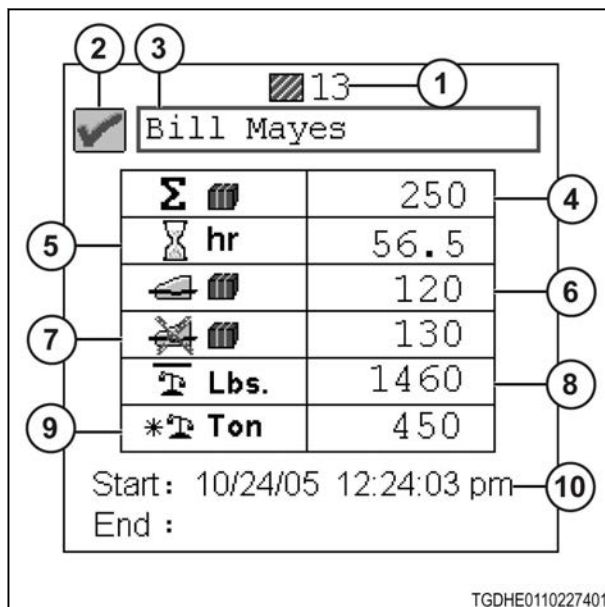 2 3
13 1
Bill Mayes
Σ 250 4
5 hr 56.5
120 6
7 130
Lbs. 1460 8
9 * Ton 450
Start: 10/24/05 12:24:03 pm 10
End :
TGDHE0110227401